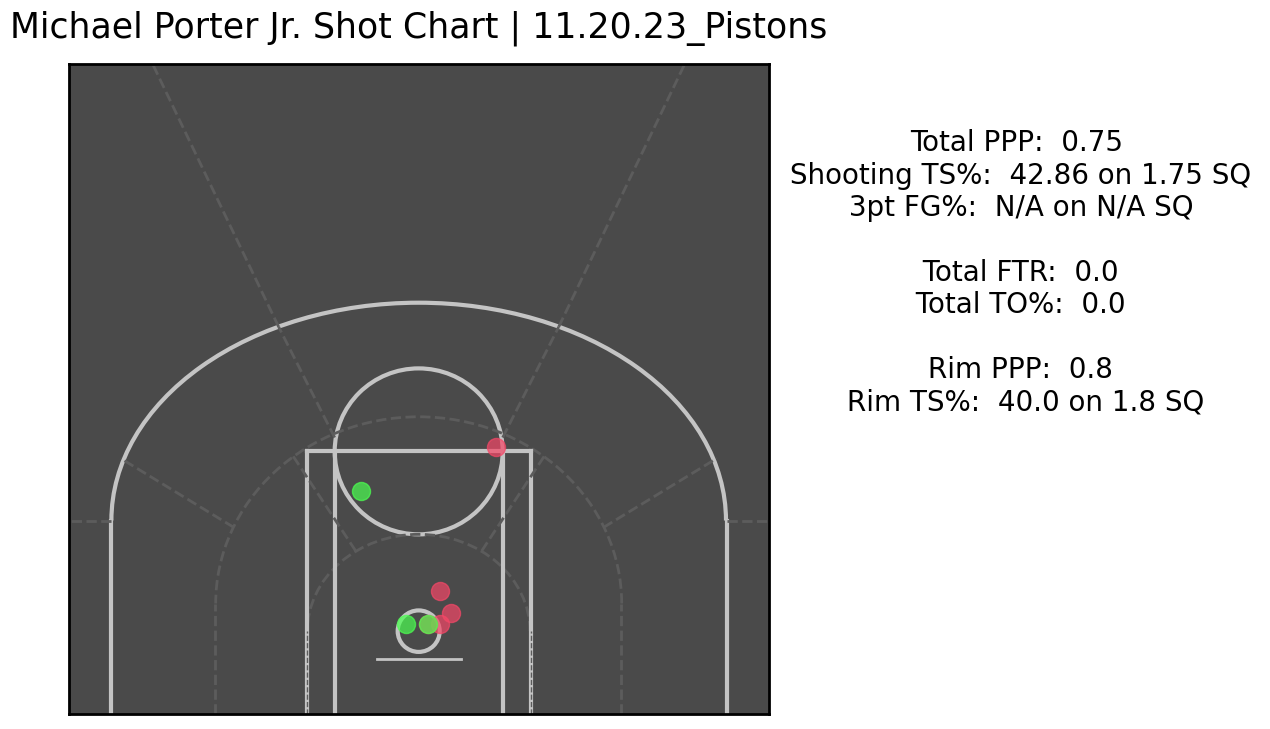 Michael Porter Jr. Shot Chart | 11.20.23_Pistons
Total PPP:  0.75
Shooting TS%:  42.86 on 1.75 SQ
3pt FG%:  N/A on N/A SQ
Total FTR:  0.0
Total TO%:  0.0
Rim PPP:  0.8
Rim TS%:  40.0 on 1.8 SQ